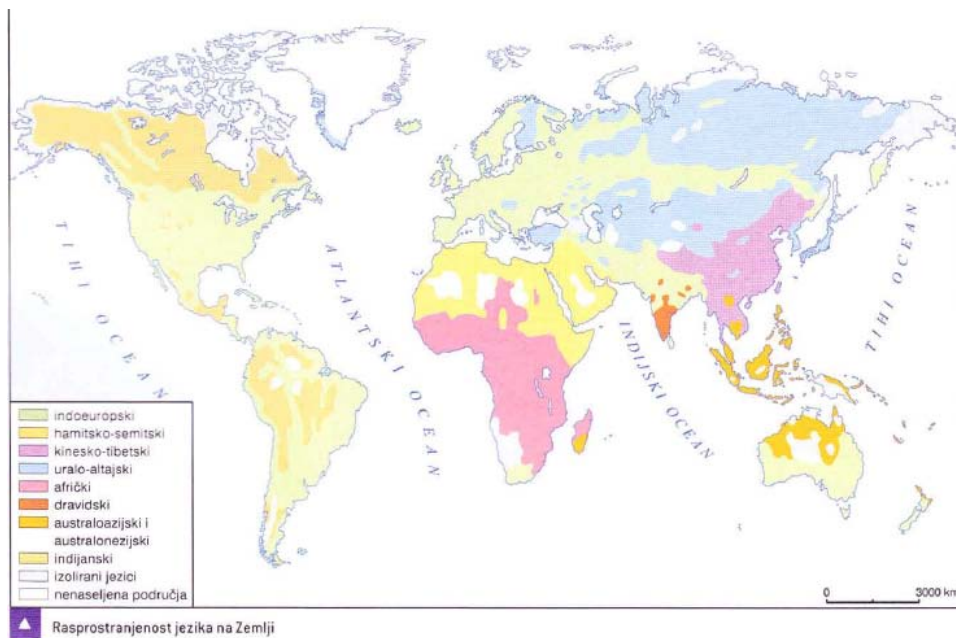 TIHI OCEAN
ATLANTSKI OCEAN
INDIJSKI OCEAN
TIHI OCEAN
indoeuropski
hamitsko-semitski
kinesko-tibetski
uralo-altajski
afrički
dravidski
australoazijski i
australonezijski
indijanski
izolirani jezici
nenaseljena područja
0 3000 km
Rasprostranjenost jezika na Zemlji